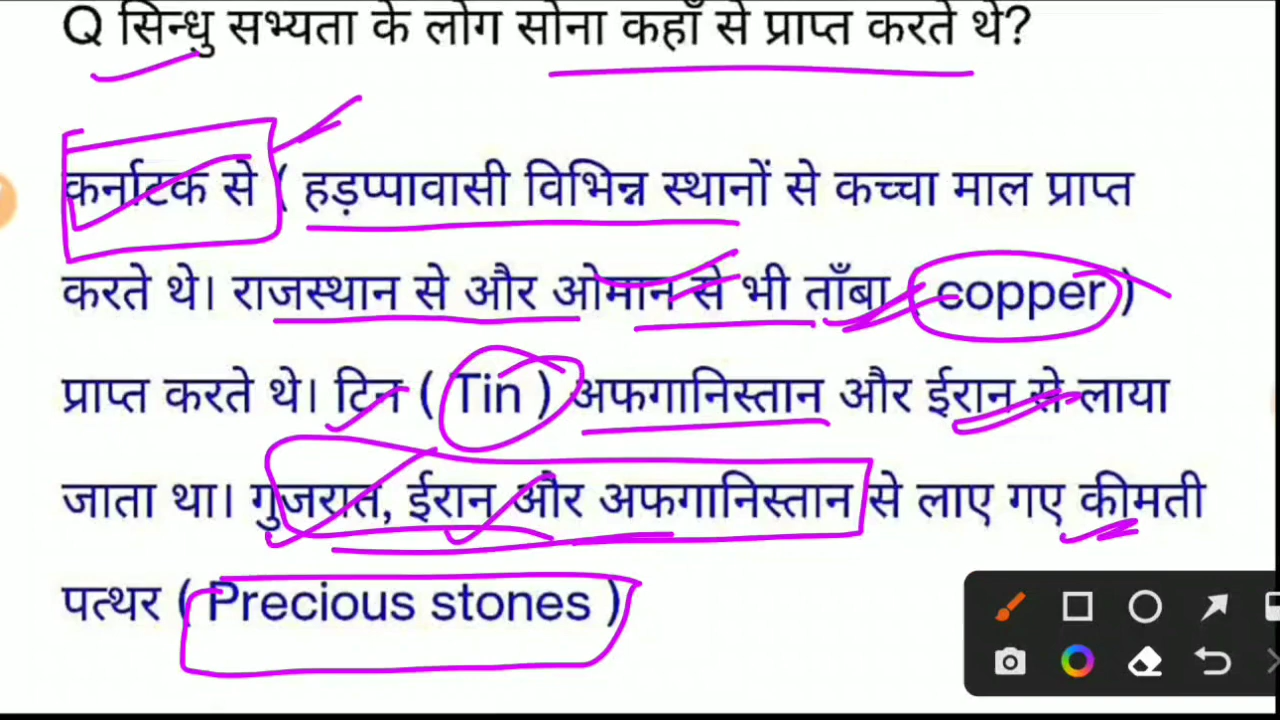 Q सिन्धु सभ्यता के लोग सोना कहाँ से प्राप्त करते थे?
कर्नाटक से ( हड़प्पावासी विभिन्न स्थानों से कच्चा माल प्राप्त
करते थे। राजस्थान से और ओमान से भी ताँबा ( copper )
प्राप्त करते थे। टिन ( Tin ) अफगानिस्तान और ईरान से लाया
जाता था। गुजरात, ईरान और अफगानिस्तान से लाए गए कीमती
पत्थर ( Precious stones )